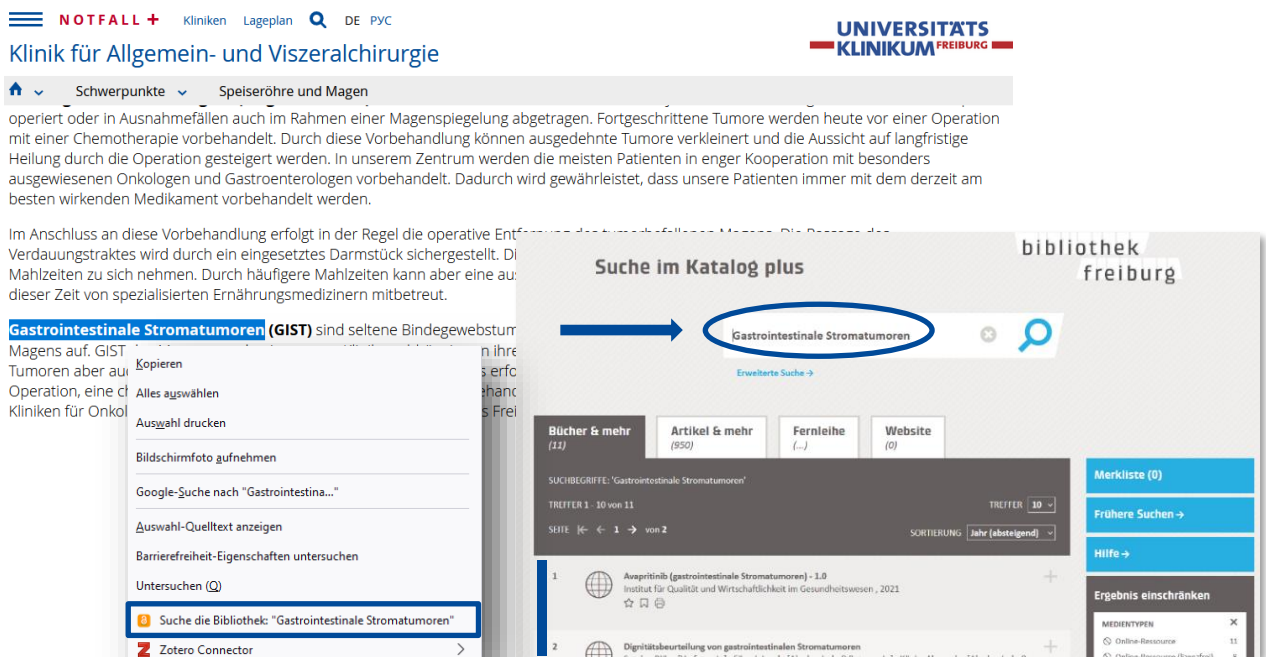 NOTFALL + Kliniken Lageplan DE РУС
UNIVERSITÄTS
KLINIKUM FREIBURG
Klinik für Allgemein- und Viszeralchirurgie
Schwerpunkte Speiseröhre und Magen
operiert oder in Ausnahmefällen auch im Rahmen einer Magenspiegelung abgetragen. Fortgeschrittene Tumore werden heute vor einer Operation
mit einer Chemotherapie vorbehandelt. Durch diese Vorbehandlung können ausgedehnte Tumore verkleinert und die Aussicht auf langfristige
Heilung durch die Operation gesteigert werden. In unserem Zentrum werden die meisten Patienten in enger Kooperation mit besonders
ausgewiesenen Onkologen und Gastroenterologen vorbehandelt. Dadurch wird gewährleistet, dass unsere Patienten immer mit dem derzeit am
besten wirkenden Medikament vorbehandelt werden.
Im Anschluss an diese Vorbehandlung erfolgt in der Regel die operative
Verdauungstraktes wird durch ein eingesetztes Darmstück sichergestellt.
Mahlzeiten zu sich nehmen. Durch häufigere Mahlzeiten kann aber eine
dieser Zeit von spezialisierten Ernährungsmedizinern mitbetreut.
Gastrointestinale Stromatumoren (GIST) sind seltene
Magens auf. GIST
Tumoren aber
Operation, eine
Kliniken für
Kopieren
Alles auswählen
Auswahl drucken
Bildschirmfoto aufnehmen
Google-Suche nach "Gastrointestina..."
Auswahl-Quelltext anzeigen
Barrierefreiheit-Eigenschaften untersuchen
Untersuchen (Q)
Suche die Bibliothek: "Gastrointestinale Stromatumoren"
Zotero Connector
Suche im Katalog plus
bibliothek
freiburg
Gastrointestinale Stromatumoren
Erweiterte Suche →
Bücher & mehr
(11)
Artikel & mehr
(950)
Fernleihe
(...)
Website
(0)
SUCHBEGRIFFE: 'Gastrointestinale Stromatumoren'
TREFFER 1 - 10 von 11
TREFFER 10
SEITE |← ← 1 → von 2
SORTIERUNG Jahr (absteigend)
1
Avapritinib (gastrointestinale Stromatumoren) - 1.0
Institut für Qualität und Wirtschaftlichkeit im Gesundheitswesen , 2021
2
Dignitätsbeurteilung von gastrointestinalen Stromatumoren
Merkliste (0)
Frühere Suchen →
Hilfe →
Ergebnis einschränken
MEDIENTYPEN ×
Online-Ressource 11